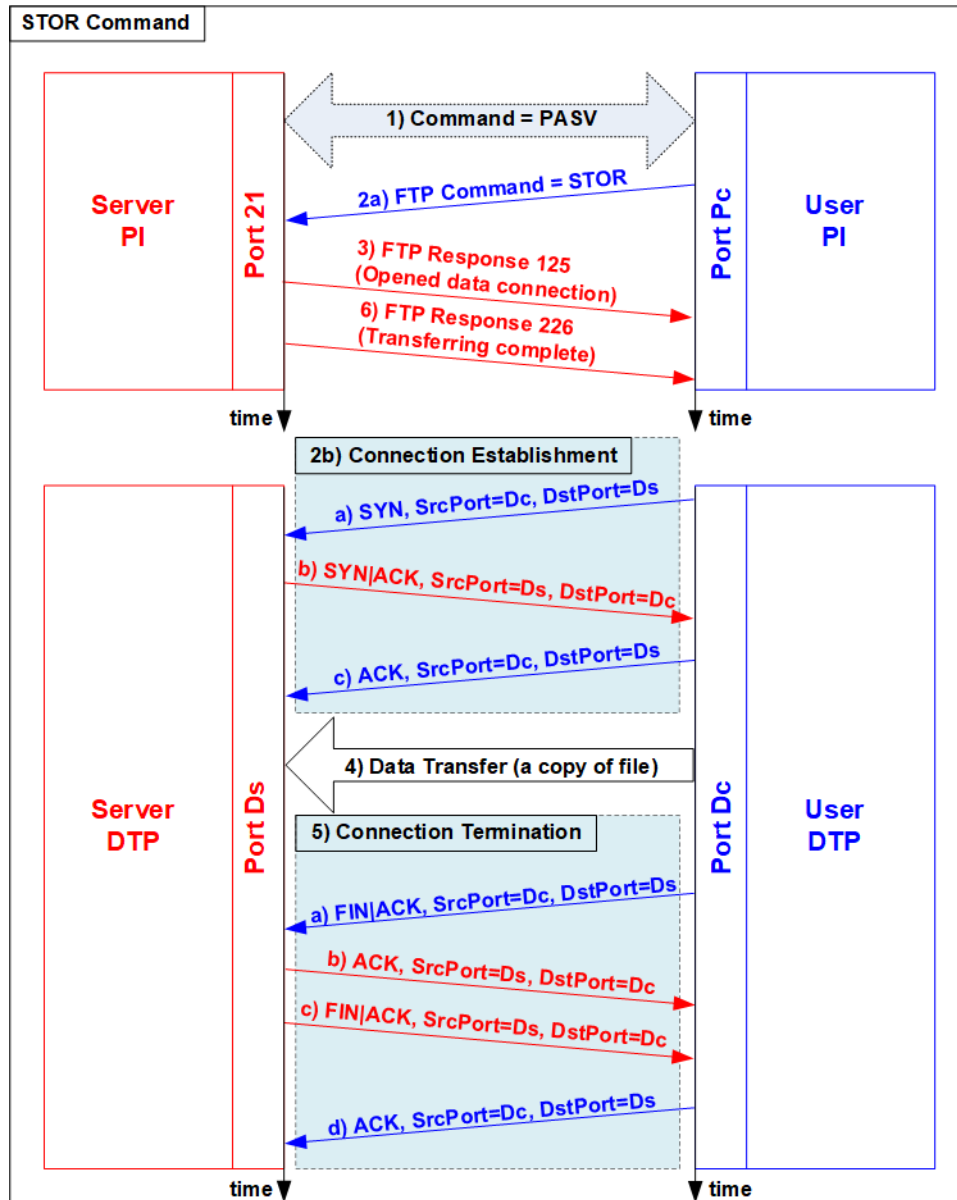 STOR Command
1) Command = PASV
2a) FTP Command = STOR
Server
PI
Port 21
Port Pc
User
PI
3) FTP Response 125
(Opened data connection)
6) FTP Response 226
(Transferring complete)
time
time
2b) Connection Establishment
a) SYN, SrcPort=Dc, DstPort=Ds
b) SYN|ACK, SrcPort=Ds, DstPort=Dc
c) ACK, SrcPort=Dc, DstPort=Ds
4) Data Transfer (a copy of file)
Server
DTP
Port Ds
Port Dc
User
DTP
5) Connection Termination
a) FIN|ACK, SrcPort=Dc, DstPort=Ds
b) ACK, SrcPort=Ds, DstPort=Dc
c) FIN|ACK, SrcPort=Ds, DstPort=Dc
d) ACK, SrcPort=Dc, DstPort=Ds
time
time